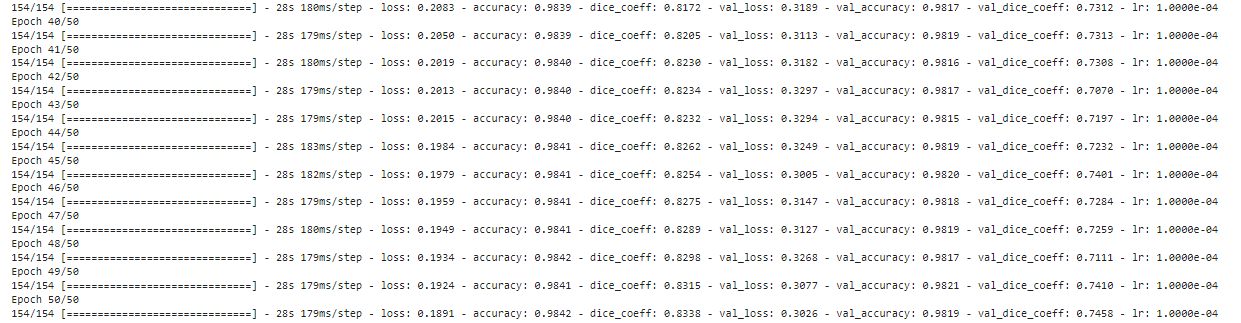 154/154 [==============================] - 28s 180ms/step - loss: 0.2083 - accuracy: 0.9839 - dice_coeff: 0.8172 - val_loss: 0.3189 - val_accuracy: 0.9817 - val_dice_coeff: 0.7312 - lr: 1.0000e-04
Epoch 40/50
154/154 [==============================] - 28s 179ms/step - loss: 0.2050 - accuracy: 0.9839 - dice_coeff: 0.8205 - val_loss: 0.3113 - val_accuracy: 0.9819 - val_dice_coeff: 0.7313 - lr: 1.0000e-04
Epoch 41/50
154/154 [==============================] - 28s 180ms/step - loss: 0.2019 - accuracy: 0.9840 - dice_coeff: 0.8230 - val_loss: 0.3182 - val_accuracy: 0.9816 - val_dice_coeff: 0.7308 - lr: 1.0000e-04
Epoch 42/50
154/154 [==============================] - 28s 179ms/step - loss: 0.2013 - accuracy: 0.9840 - dice_coeff: 0.8234 - val_loss: 0.3297 - val_accuracy: 0.9817 - val_dice_coeff: 0.7070 - lr: 1.0000e-04
Epoch 43/50
154/154 [==============================] - 28s 179ms/step - loss: 0.2015 - accuracy: 0.9840 - dice_coeff: 0.8232 - val_loss: 0.3294 - val_accuracy: 0.9815 - val_dice_coeff: 0.7197 - lr: 1.0000e-04
Epoch 44/50
154/154 [==============================] - 28s 183ms/step - loss: 0.1984 - accuracy: 0.9841 - dice_coeff: 0.8262 - val_loss: 0.3249 - val_accuracy: 0.9819 - val_dice_coeff: 0.7232 - lr: 1.0000e-04
Epoch 45/50
154/154 [==============================] - 28s 182ms/step - loss: 0.1979 - accuracy: 0.9841 - dice_coeff: 0.8254 - val_loss: 0.3005 - val_accuracy: 0.9820 - val_dice_coeff: 0.7401 - lr: 1.0000e-04
Epoch 46/50
154/154 [==============================] - 28s 179ms/step - loss: 0.1959 - accuracy: 0.9841 - dice_coeff: 0.8275 - val_loss: 0.3147 - val_accuracy: 0.9818 - val_dice_coeff: 0.7284 - lr: 1.0000e-04
Epoch 47/50
154/154 [==============================] - 28s 180ms/step - loss: 0.1949 - accuracy: 0.9841 - dice_coeff: 0.8289 - val_loss: 0.3127 - val_accuracy: 0.9819 - val_dice_coeff: 0.7259 - lr: 1.0000e-04
Epoch 48/50
154/154 [==============================] - 28s 179ms/step - loss: 0.1934 - accuracy: 0.9842 - dice_coeff: 0.8298 - val_loss: 0.3268 - val_accuracy: 0.9817 - val_dice_coeff: 0.7111 - lr: 1.0000e-04
Epoch 49/50
154/154 [==============================] - 28s 179ms/step - loss: 0.1924 - accuracy: 0.9841 - dice_coeff: 0.8315 - val_loss: 0.3077 - val_accuracy: 0.9821 - val_dice_coeff: 0.7410 - lr: 1.0000e-04
Epoch 50/50
154/154 [==============================] - 28s 179ms/step - loss: 0.1891 - accuracy: 0.9842 - dice_coeff: 0.8338 - val_loss: 0.3026 - val_accuracy: 0.9819 - val_dice_coeff: 0.7458 - lr: 1.0000e-04